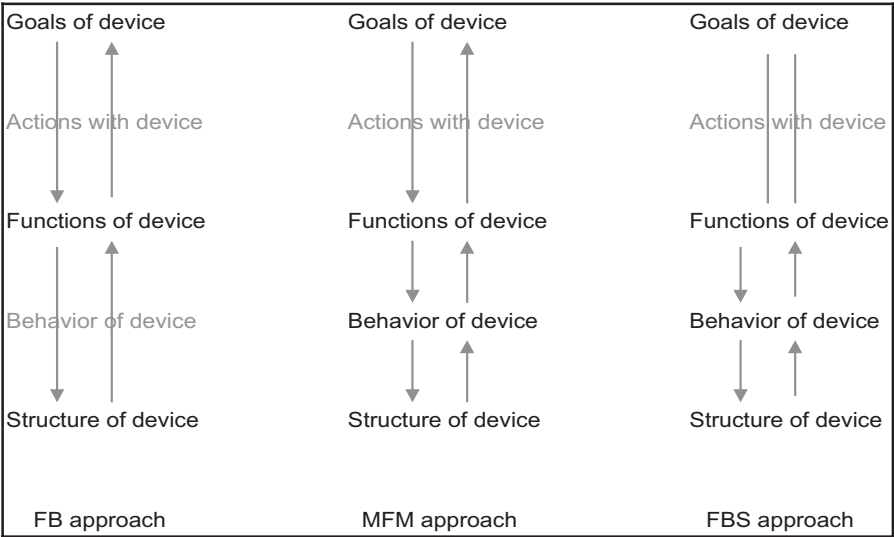 Goals of device Goals of device Goals of device
Actions with device Actions with device Actions with device
Functions of device Functions of device Functions of device
Behavior of device Behavior of device Behavior of device
Structure of device Structure of device Structure of device
FB approach MFM approach FBS approach